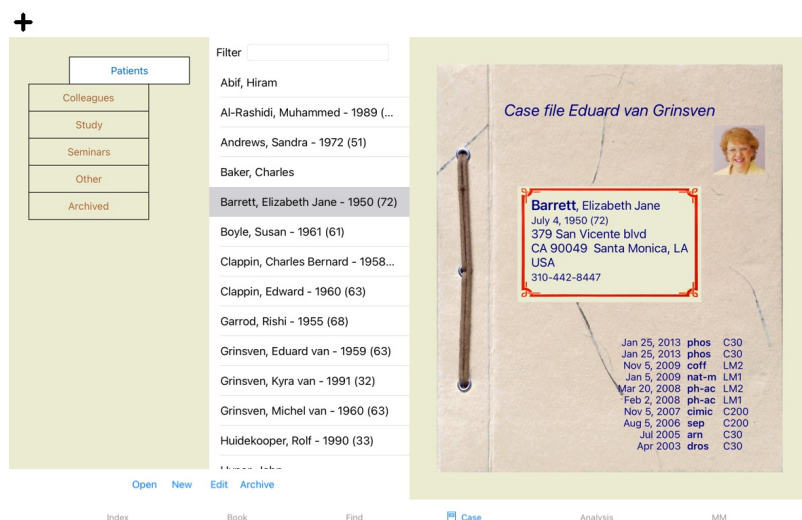 Patients
Colleagues
Study
Seminars
Other
Archived
Filter
Abif, Hiram
Al-Rashidi, Muhammed - 1989 (...
Andrews, Sandra - 1972 (51)
Baker, Charles
Barrett, Elizabeth Jane - 1950 (72)
Boyle, Susan - 1961 (61)
Clappin, Charles Bernard - 1958...
Clappin, Edward - 1960 (63)
Garrod, Rishi - 1955 (68)
Grinsven, Eduard van - 1959 (63)
Grinsven, Kyra van - 1991 (32)
Grinsven, Michel van - 1960 (63)
Huidekooper, Rolf - 1990 (33)
Open New Edit Archive
Case file Eduard van Grinsven
Barrett, Elizabeth Jane
July 4, 1950 (72)
379 San Vicente blvd
CA 90049 Santa Monica, LA
USA
310-442-8447
Jan 25, 2013 phos C30
Jan 25, 2013 phos C30
Nov 5, 2009 coff LM2
Jan 5, 2009 nat-m LM1
Mar 20, 2008 ph-ac LM2
Feb 2, 2008 ph-ac LM1
Nov 5, 2007 cimic C200
Aug 5, 2006 sep C200
Jul 2005 arn C30
Apr 2003 dros C30
Index Book Find Case Analysis MM